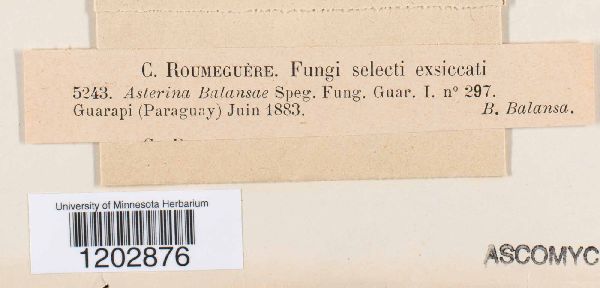 C. ROUMEGUÈRE. Fungi selecti exsiccati
5243. Asterina Balansae Speg. Fung. Guar. I. nº 297.
Guarapi (Paraguay) Juin 1883. B. Balansa.
University of Minnesota Herbarium
1202876
ASCOMYC